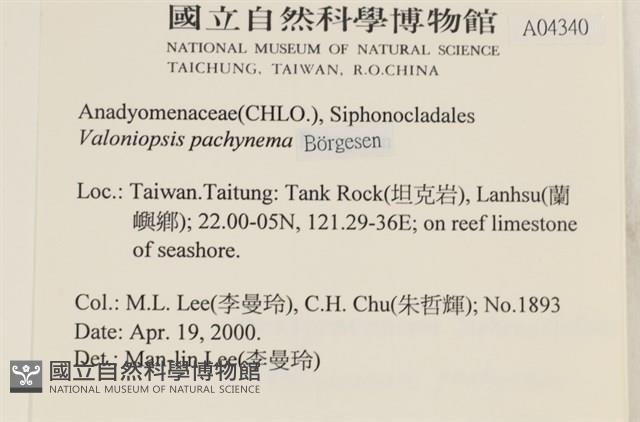 國立自然科學博物館
A04340
NATIONAL MUSEUM OF NATURAL SCIENCE
TAICHUNG, TAIWAN, R.O.CHINA
Anadyomenaceae(CHLO.), Siphonocladales
Valoniopsis pachynema Börgesen
Loc.: Taiwan.Taitung: Tank Rock(坦克岩), Lanhsu(蘭
嶼鄉); 22.00-05N, 121.29-36E; on reef limestone
of seashore.
Col.: M.L. Lee(李曼玲), C.H. Chu(朱哲輝); No.1893
Date: Apr. 19, 2000.
Det.: Man-lin Lee(李曼玲)
國立自然科學博物館
NATIONAL MUSEUM OF NATURAL SCIENCE